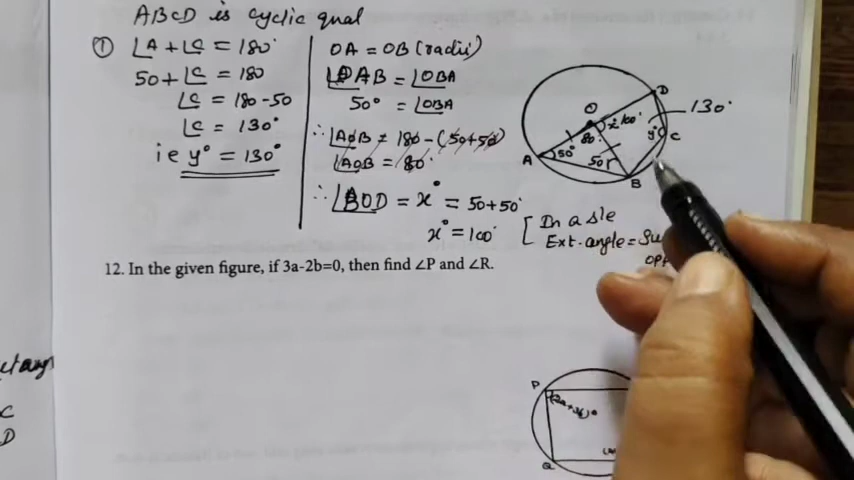 ABCD is cyclic qual
① ∠A + ∠C = 180°
50 + ∠C = 180
∠C = 180 - 50
∠C = 130°
ie y° = 130°
OA = OB (radii)
∠OAB = ∠OBA
50° = ∠OBA
∴ ∠AOB = 180 - (50+50)
∠AOB = 80°
∴ ∠BOD = x° = 50+50°
x° = 100°
[In a sle
Ext. angle = Su
opp
D
130°
O
x° 100°
80°
y°
C
A
50°
50
B
12. In the given figure, if 3a-2b=0, then find ∠P and ∠R.
P
Q
C
D